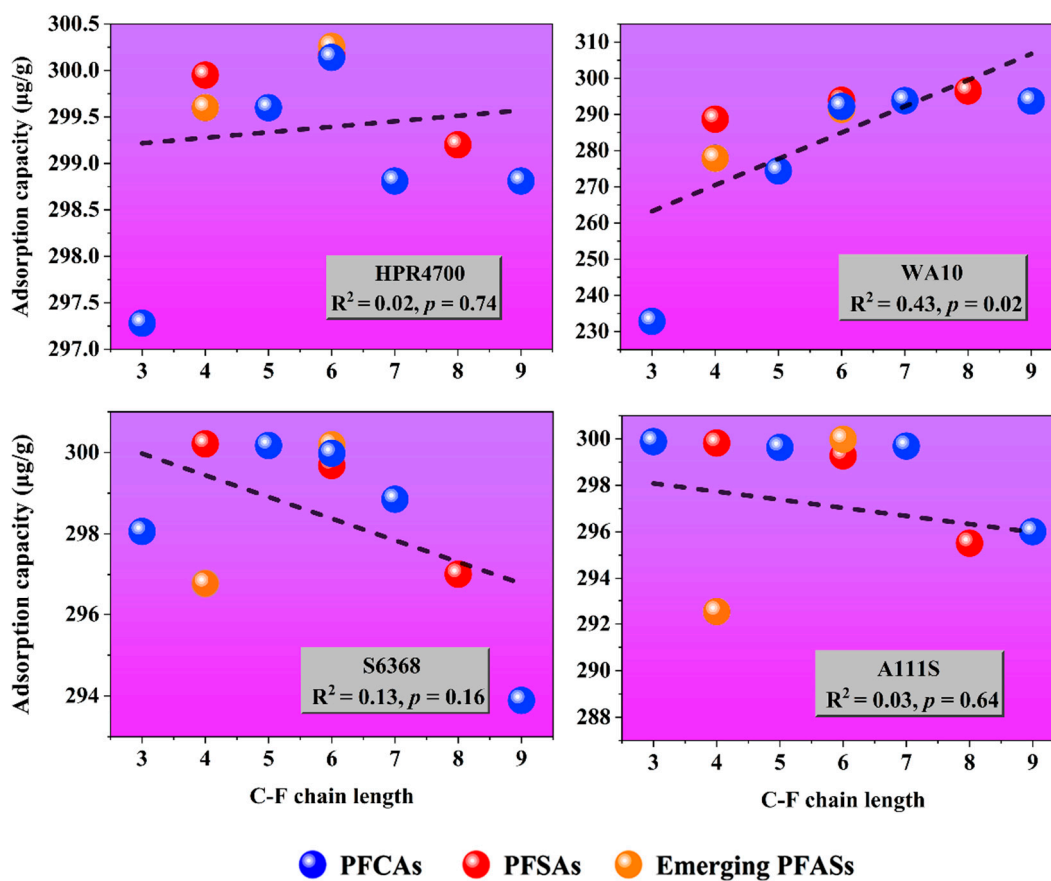 Adsorption capacity (μg/g)
300.5
300.0
299.5
299.0
298.5
298.0
297.5
297.0
3 4 5 6 7 8 9
HPR4700
R² = 0.02, p = 0.74
310
300
290
280
270
260
250
240
230
3 4 5 6 7 8 9
WA10
R² = 0.43, p = 0.02
Adsorption capacity (μg/g)
300
298
296
294
3 4 5 6 7 8 9
S6368
R² = 0.13, p = 0.16
C-F chain length
300
298
296
294
292
290
288
3 4 5 6 7 8 9
A111S
R² = 0.03, p = 0.64
C-F chain length
PFCAs PFSAs Emerging PFASs